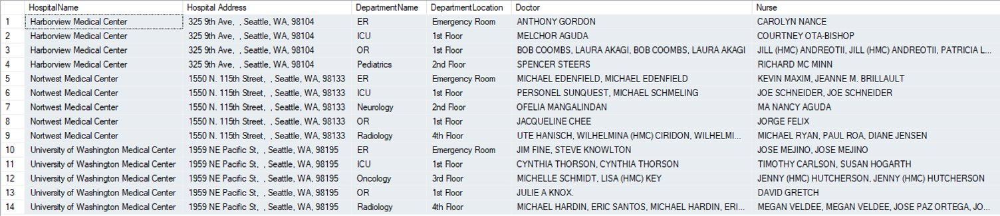 HospitalName Hospital Address DepartmentName DepartmentLocation Doctor Nurse
1 Harborview Medical Center 325 9th Ave, , Seattle, WA, 98104 ER Emergency Room ANTHONY GORDON CAROLYN NANCE
2 Harborview Medical Center 325 9th Ave, , Seattle, WA, 98104 ICU 1st Floor MELCHOR AGUDA COURTNEY OTA-BISHOP
3 Harborview Medical Center 325 9th Ave, , Seattle, WA, 98104 OR 1st Floor BOB COOMBS, LAURA AKAGI, BOB COOMBS, LAURA AKAGI JILL (HMC) ANDREOTII, JILL (HMC) ANDREOTII, PATRICIA L...
4 Harborview Medical Center 325 9th Ave, , Seattle, WA, 98104 Pediatrics 2nd Floor SPENCER STEERS RICHARD MC MINN
5 Nortwest Medical Center 1550 N. 115th Street, , Seattle, WA, 98133 ER Emergency Room MICHAEL EDENFIELD, MICHAEL EDENFIELD KEVIN MAXIM, JEANNE M. BRILLAULT
6 Nortwest Medical Center 1550 N. 115th Street, , Seattle, WA, 98133 ICU 1st Floor PERSONEL SUNQUEST, MICHAEL SCHMELING JOE SCHNEIDER, JOE SCHNEIDER
7 Nortwest Medical Center 1550 N. 115th Street, , Seattle, WA, 98133 Neurology 2nd Floor OFELIA MANGALINDAN MA NANCY AGUDA
8 Nortwest Medical Center 1550 N. 115th Street, , Seattle, WA, 98133 OR 1st Floor JACQUELINE CHEE JORGE FELIX
9 Nortwest Medical Center 1550 N. 115th Street, , Seattle, WA, 98133 Radiology 4th Floor UTE HANISCH, WILHELMINA (HMC) CIRIDON, WILHELMI... MICHAEL RYAN, PAUL ROA, DIANE JENSEN
10 University of Washington Medical Center 1959 NE Pacific St, , Seattle, WA, 98195 ER Emergency Room JIM FINE, STEVE KNOWLTON JOSE MEJINO, JOSE MEJINO
11 University of Washington Medical Center 1959 NE Pacific St, , Seattle, WA, 98195 ICU 1st Floor CYNTHIA THORSON, CYNTHIA THORSON TIMOTHY CARLSON, SUSAN HOGARTH
12 University of Washington Medical Center 1959 NE Pacific St, , Seattle, WA, 98195 Oncology 3rd Floor MICHELLE SCHMIDT, LISA (HMC) KEY JENNY (HMC) HUTCHERSON, JENNY (HMC) HUTCHERSON
13 University of Washington Medical Center 1959 NE Pacific St, , Seattle, WA, 98195 OR 1st Floor JULIE A KNOX. DAVID GRETCH
14 University of Washington Medical Center 1959 NE Pacific St, , Seattle, WA, 98195 Radiology 4th Floor MICHAEL HARDIN, ERIC SANTOS, MICHAEL HARDIN, ERI... MEGAN VELDEE, MEGAN VELDEE, JOSE PAZ ORTEGA, JO...